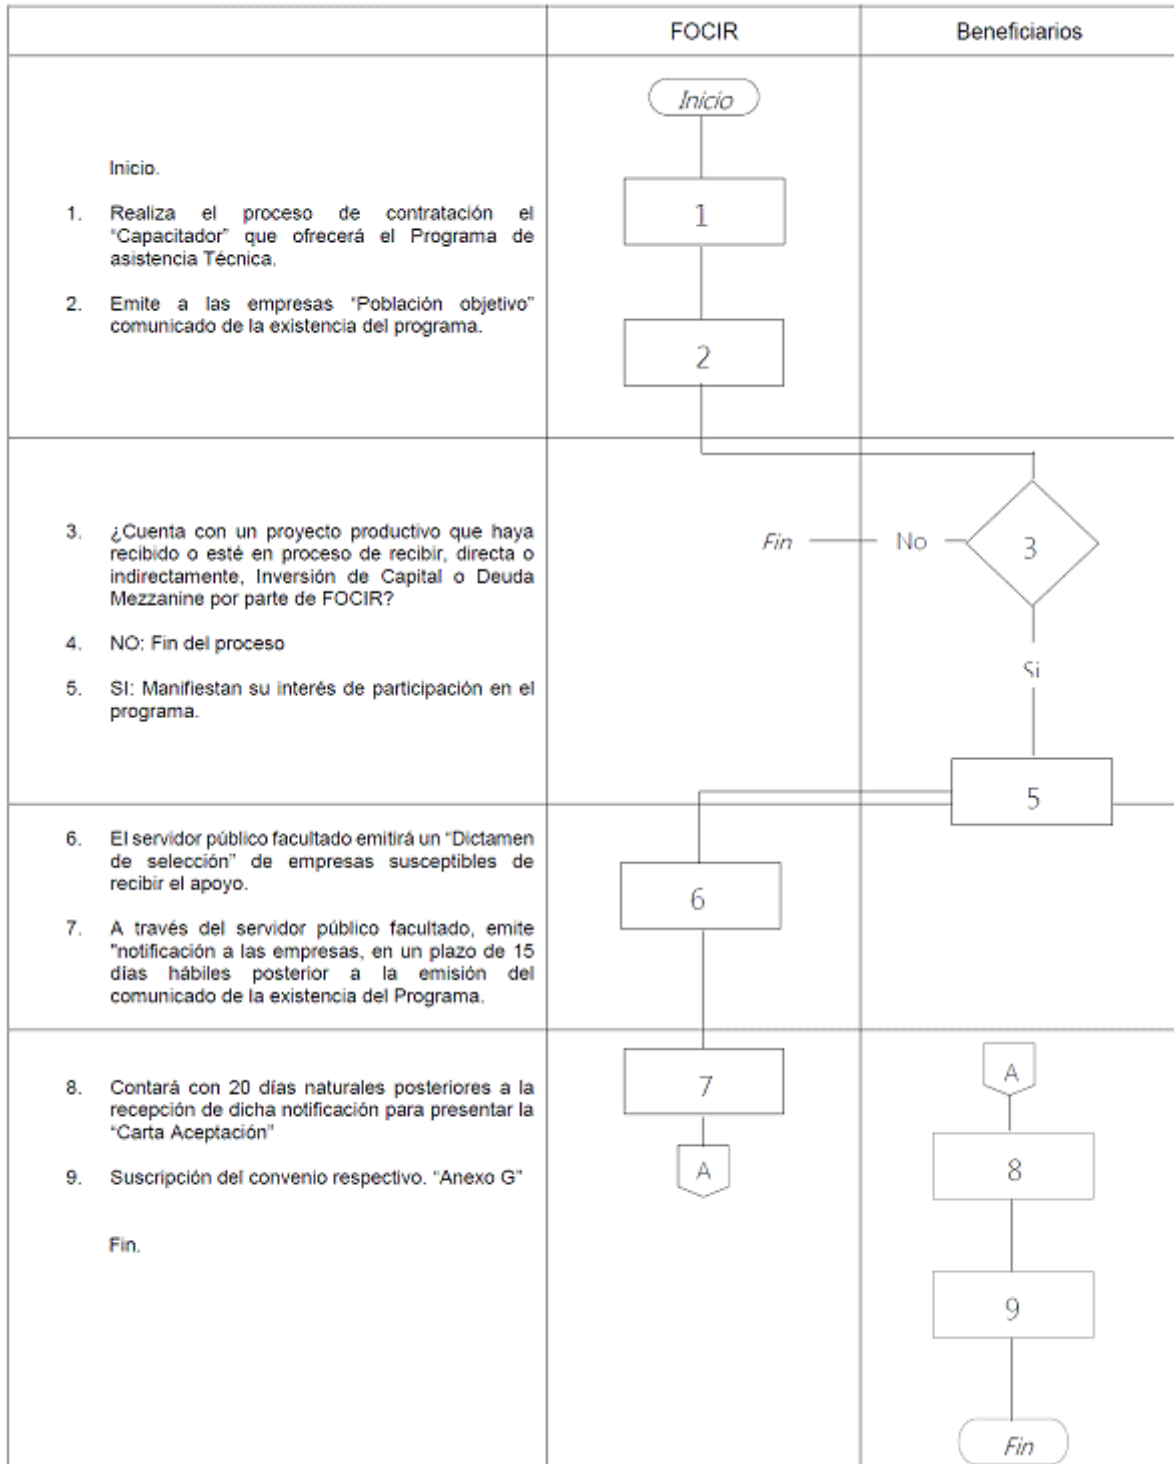 FOCIR
Beneficiarios
Inicio
Inicio.
1. Realiza el proceso de contratación el
"Capacitador" que ofrecerá el Programa de
asistencia Técnica.
1
2. Emite a las empresas "Población objetivo"
comunicado de la existencia del programa.
2
3. ¿Cuenta con un proyecto productivo que haya
recibido o esté en proceso de recibir, directa o
indirectamente, Inversión de Capital o Deuda
Mezzanine por parte de FOCIR?
Fin
No
3
4. NO: Fin del proceso
5. SI: Manifiestan su interés de participación en el
programa.
Si
5
6. El servidor público facultado emitirá un "Dictamen
de selección" de empresas susceptibles de
recibir el apoyo.
6
7. A través del servidor público facultado, emite
"notificación a las empresas, en un plazo de 15
días hábiles posterior a la emisión del
comunicado de la existencia del Programa.
7
A
A
8. Contará con 20 días naturales posteriores a la
recepción de dicha notificación para presentar la
"Carta Aceptación"
8
9. Suscripción del convenio respectivo. "Anexo G"
9
Fin.
Fin